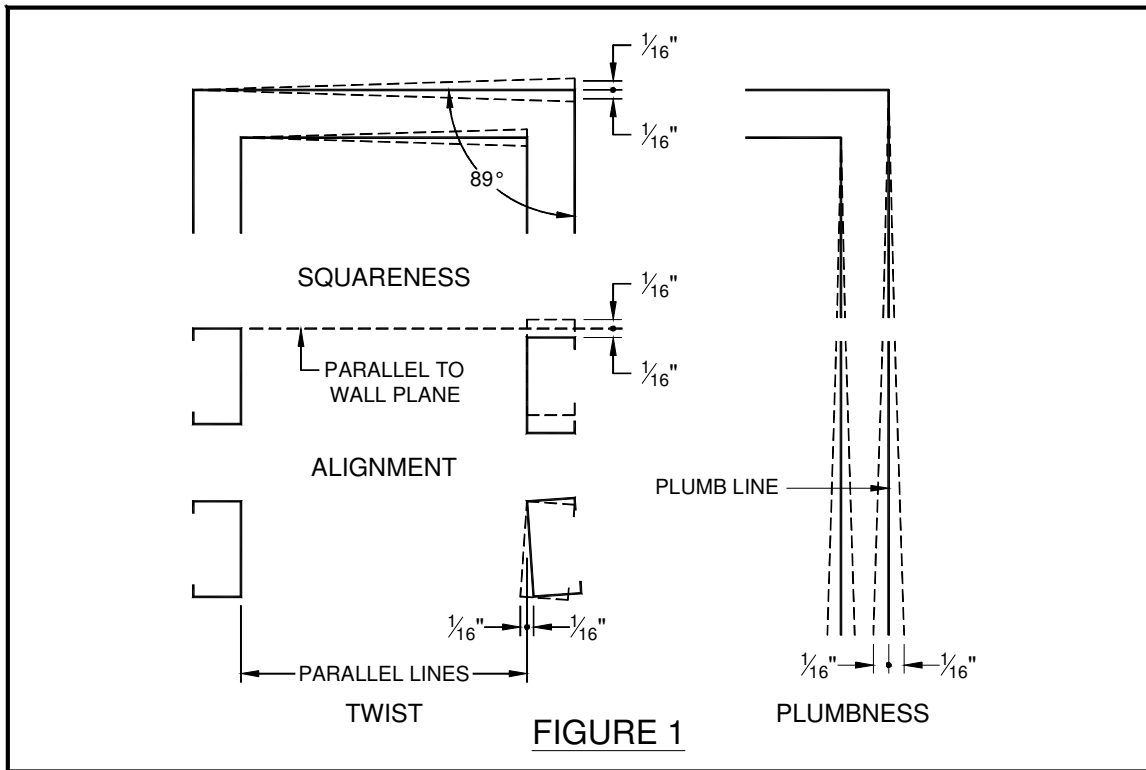 1/16"
1/16"
89°
SQUARENESS
1/16"
PARALLEL TO
WALL PLANE
1/16"
ALIGNMENT
PLUMB LINE
1/16" 1/16"
PARALLEL LINES
TWIST
1/16" 1/16"
PLUMBNESS
FIGURE 1